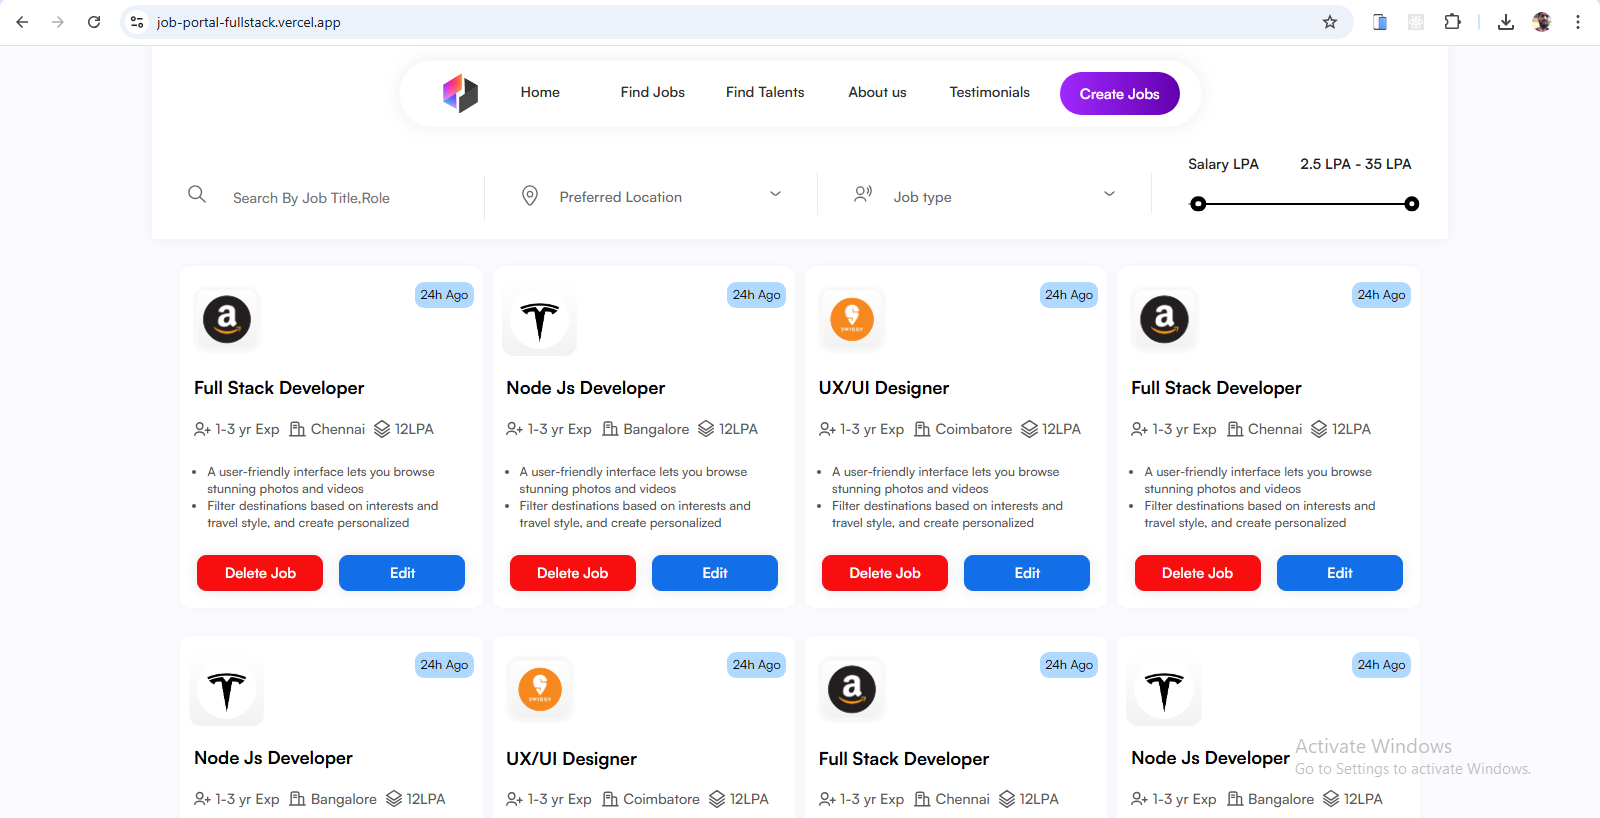 job-portal-fullstack.vercel.app
Home Find Jobs Find Talents About us Testimonials Create Jobs
Salary LPA 2.5 LPA - 35 LPA
Search By Job Title,Role Preferred Location Job type
24h Ago 24h Ago 24h Ago 24h Ago
a SWIGGY a
Full Stack Developer Node Js Developer UX/UI Designer Full Stack Developer
1-3 yr Exp Chennai 12LPA 1-3 yr Exp Bangalore 12LPA 1-3 yr Exp Coimbatore 12LPA 1-3 yr Exp Chennai 12LPA
• A user-friendly interface lets you browse • A user-friendly interface lets you browse • A user-friendly interface lets you browse • A user-friendly interface lets you browse
stunning photos and videos stunning photos and videos stunning photos and videos stunning photos and videos
• Filter destinations based on interests and • Filter destinations based on interests and • Filter destinations based on interests and • Filter destinations based on interests and
travel style, and create personalized travel style, and create personalized travel style, and create personalized travel style, and create personalized
Delete Job Edit Delete Job Edit Delete Job Edit Delete Job Edit
24h Ago 24h Ago 24h Ago 24h Ago
SWIGGY a
Node Js Developer UX/UI Designer Full Stack Developer Node Js Developer
1-3 yr Exp Bangalore 12LPA 1-3 yr Exp Coimbatore 12LPA 1-3 yr Exp Chennai 12LPA 1-3 yr Exp Bangalore 12LPA
Activate Windows
Go to Settings to activate Windows.